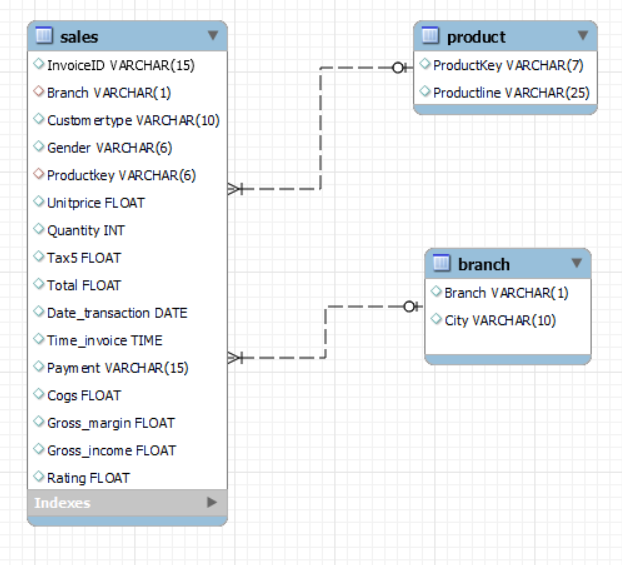 sales
InvoiceID VARCHAR(15)
Branch VARCHAR(1)
Customertype VARCHAR(10)
Gender VARCHAR(6)
Productkey VARCHAR(6)
Unitprice FLOAT
Quantity INT
Tax5 FLOAT
Total FLOAT
Date_transaction DATE
Time_invoice TIME
Payment VARCHAR(15)
Cogs FLOAT
Gross_margin FLOAT
Gross_income FLOAT
Rating FLOAT
Indexes
product
ProductKey VARCHAR(7)
Productline VARCHAR(25)
branch
Branch VARCHAR(1)
City VARCHAR(10)